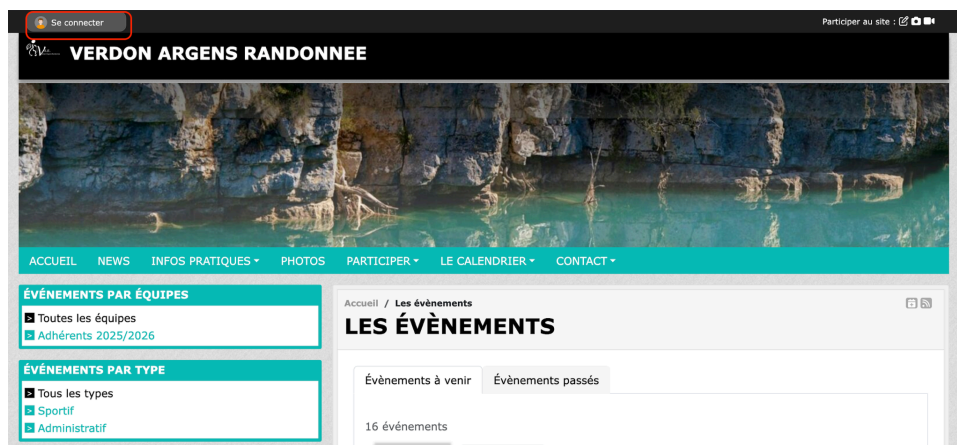 Se connecter
Participer au site :
VERDON ARGENS RANDONNEE
ACCUEIL NEWS INFOS PRATIQUES PHOTOS PARTICIPER LE CALENDRIER CONTACT
ÉVÉNEMENTS PAR ÉQUIPES
Toutes les équipes
Adhérents 2025/2026
ÉVÉNEMENTS PAR TYPE
Tous les types
Sportif
Administratif
Accueil / Les évènements
LES ÉVÈNEMENTS
Évènements à venir Évènements passés
16 événements